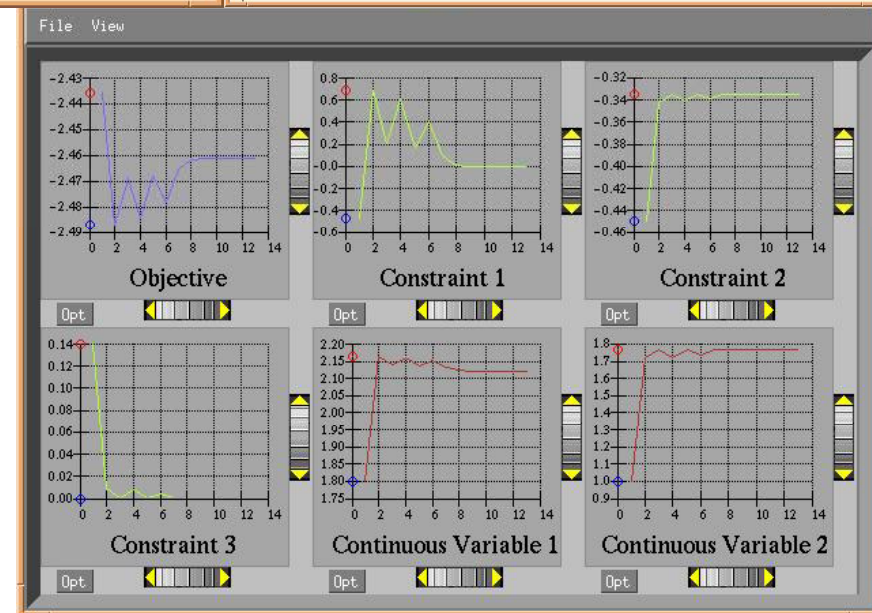 File View
-2.43
-2.44
-2.45
-2.46
-2.47
-2.48
-2.49
0 2 4 6 8 10 12 14
Objective
Opt
0.8
0.6
0.4
0.2
0.0
-0.2
-0.4
-0.6
0 2 4 6 8 10 12 14
Constraint 1
Opt
-0.32
-0.34
-0.36
-0.38
-0.40
-0.42
-0.44
-0.46
0 2 4 6 8 10 12 14
Constraint 2
Opt
0.14
0.12
0.10
0.08
0.06
0.04
0.02
0.00
0 2 4 6 8 10 12 14
Constraint 3
Opt
2.20
2.15
2.10
2.05
2.00
1.95
1.90
1.85
1.80
1.75
0 2 4 6 8 10 12 14
Continuous Variable 1
Opt
1.8
1.7
1.6
1.5
1.4
1.3
1.2
1.1
1.0
0.9
0 2 4 6 8 10 12 14
Continuous Variable 2
Opt